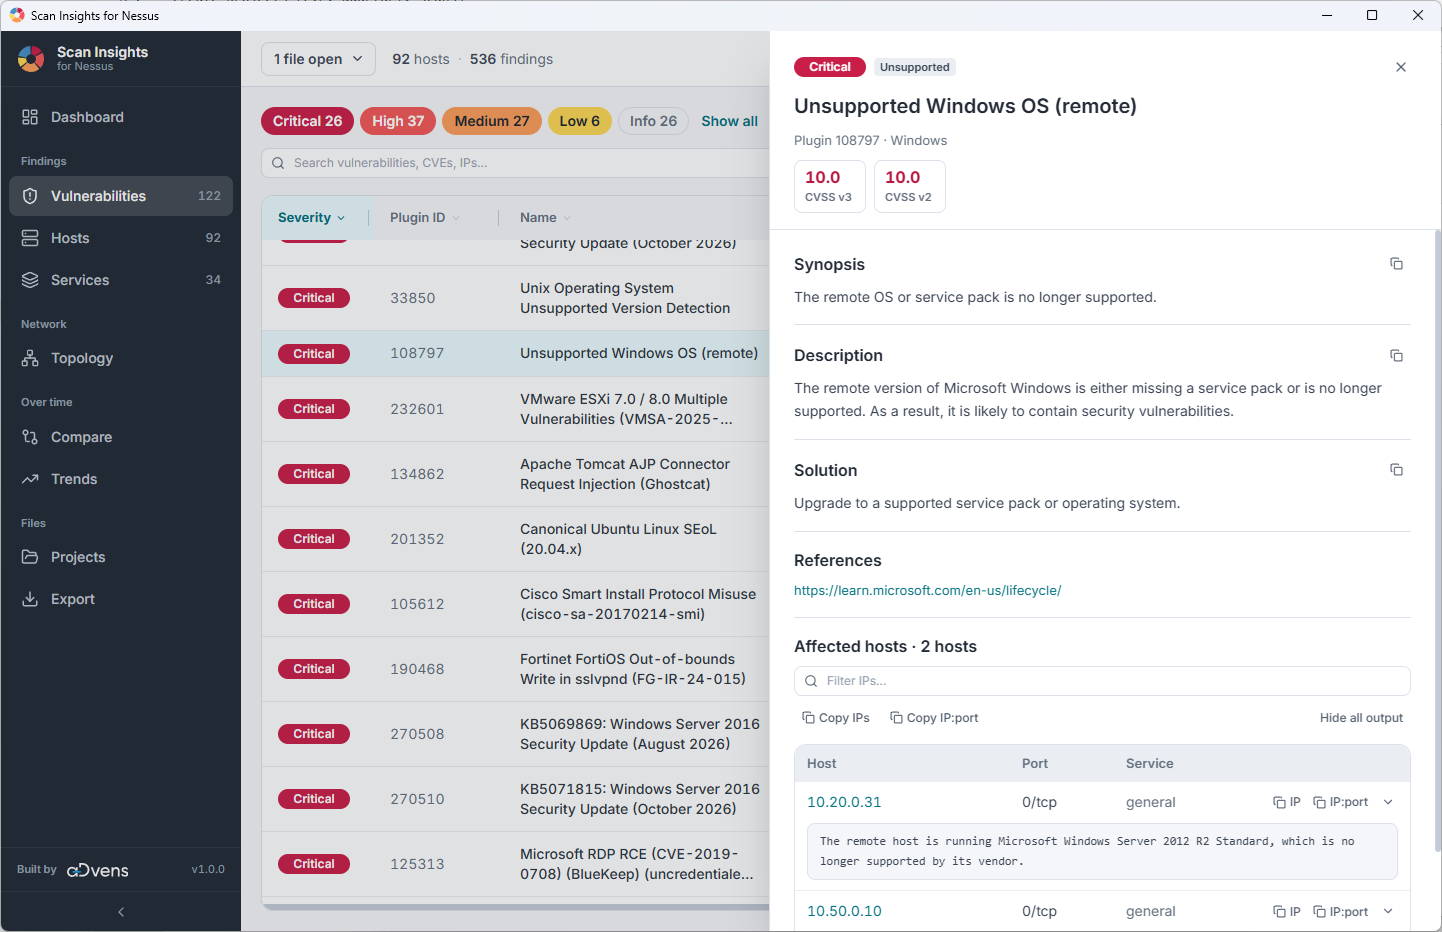 Scan Insights for Nessus
Scan Insights
for Nessus
Dashboard
Findings
Vulnerabilities 122
Hosts 92
Services 34
Network
Topology
Over time
Compare
Trends
Files
Projects
Export
Built by advens v1.0.0
1 file open 92 hosts · 536 findings
Critical 26 High 37 Medium 27 Low 6 Info 26 Show all
Search vulnerabilities, CVEs, IPs...
Severity Plugin ID Name
Security Update (October 2026)
Critical 33850 Unix Operating System
Unsupported Version Detection
Critical 108797 Unsupported Windows OS (remote)
Critical 232601 VMware ESXi 7.0 / 8.0 Multiple
Vulnerabilities (VMSA-2025-...
Critical 134862 Apache Tomcat AJP Connector
Request Injection (Ghostcat)
Critical 201352 Canonical Ubuntu Linux SEoL
(20.04.x)
Critical 105612 Cisco Smart Install Protocol Misuse
(cisco-sa-20170214-smi)
Critical 190468 Fortinet FortiOS Out-of-bounds
Write in sslvpnd (FG-IR-24-015)
Critical 270508 KB5069869: Windows Server 2016
Security Update (August 2026)
Critical 270510 KB5071815: Windows Server 2016
Security Update (October 2026)
Critical 125313 Microsoft RDP RCE (CVE-2019-
0708) (BlueKeep) (uncredentiale...
Critical Unsupported
Unsupported Windows OS (remote)
Plugin 108797 · Windows
10.0 10.0
CVSS v3 CVSS v2
Synopsis
The remote OS or service pack is no longer supported.
Description
The remote version of Microsoft Windows is either missing a service pack or is no longer
supported. As a result, it is likely to contain security vulnerabilities.
Solution
Upgrade to a supported service pack or operating system.
References
https://learn.microsoft.com/en-us/lifecycle/
Affected hosts · 2 hosts
Filter IPs...
Copy IPs Copy IP:port Hide all output
Host Port Service
10.20.0.31 0/tcp general IP IP:port
The remote host is running Microsoft Windows Server 2012 R2 Standard, which is no
longer supported by its vendor.
10.50.0.10 0/tcp general IP IP:port